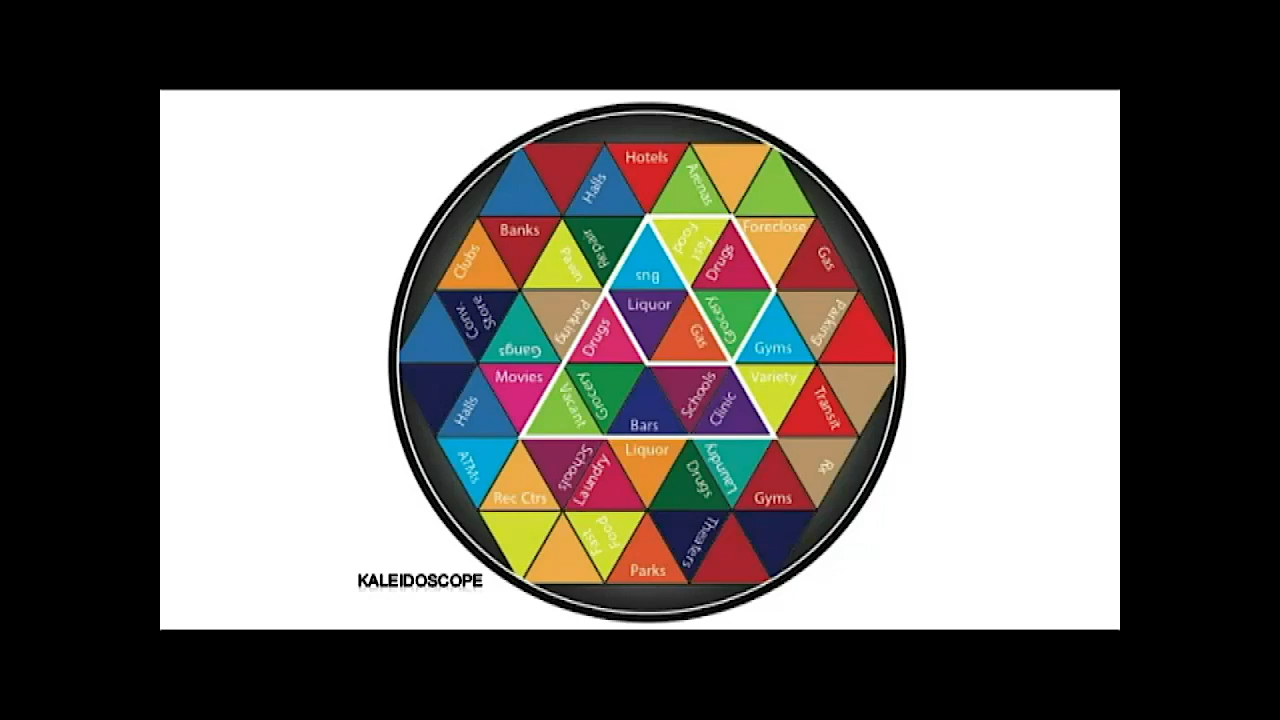 Hotels
Halls
Arenas
Banks
Foreclose
Clubs
Pawn
Repair
Fast
Food
Drugs
Gas
Bus
Conv.
Store
Gangs
Parking
Drugs
Liquor
Gas
Grocery
Gyms
Parking
Movies
Halls
Vacant
Grocery
Bars
Schools
Clinic
Variety
Transit
ATMs
Rec Ctrs
Schools
Laundry
Liquor
Drugs
Laundry
Gyms
Rx
Fast
Food
Parks
Theaters
KALEIDOSCOPE